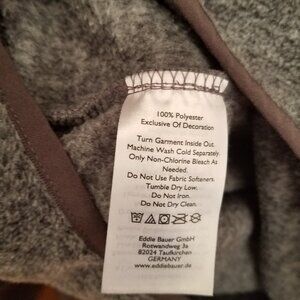 100% Polyester
Exclusive Of Decoration
Turn Garment Inside Out.
Machine Wash Cold Separately.
Only Non-Chlorine Bleach As
Needed.
Do Not Use Fabric Softeners.
Tumble Dry Low.
Do Not Iron.
Do Not Dry Clean.
Eddie Bauer GmbH
Rotwandweg 3a
82024 Taufkirchen
GERMANY
www.eddiebauer.de